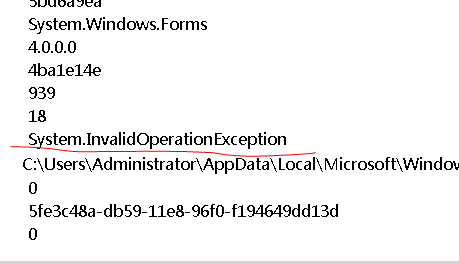 5bd6a9ea
System.Windows.Forms
4.0.0.0
4ba1e14e
939
18
System.InvalidOperationException
C:\Users\Administrator\AppData\Local\Microsoft\Window
0
5fe3c48a-db59-11e8-96f0-f194649dd13d
0